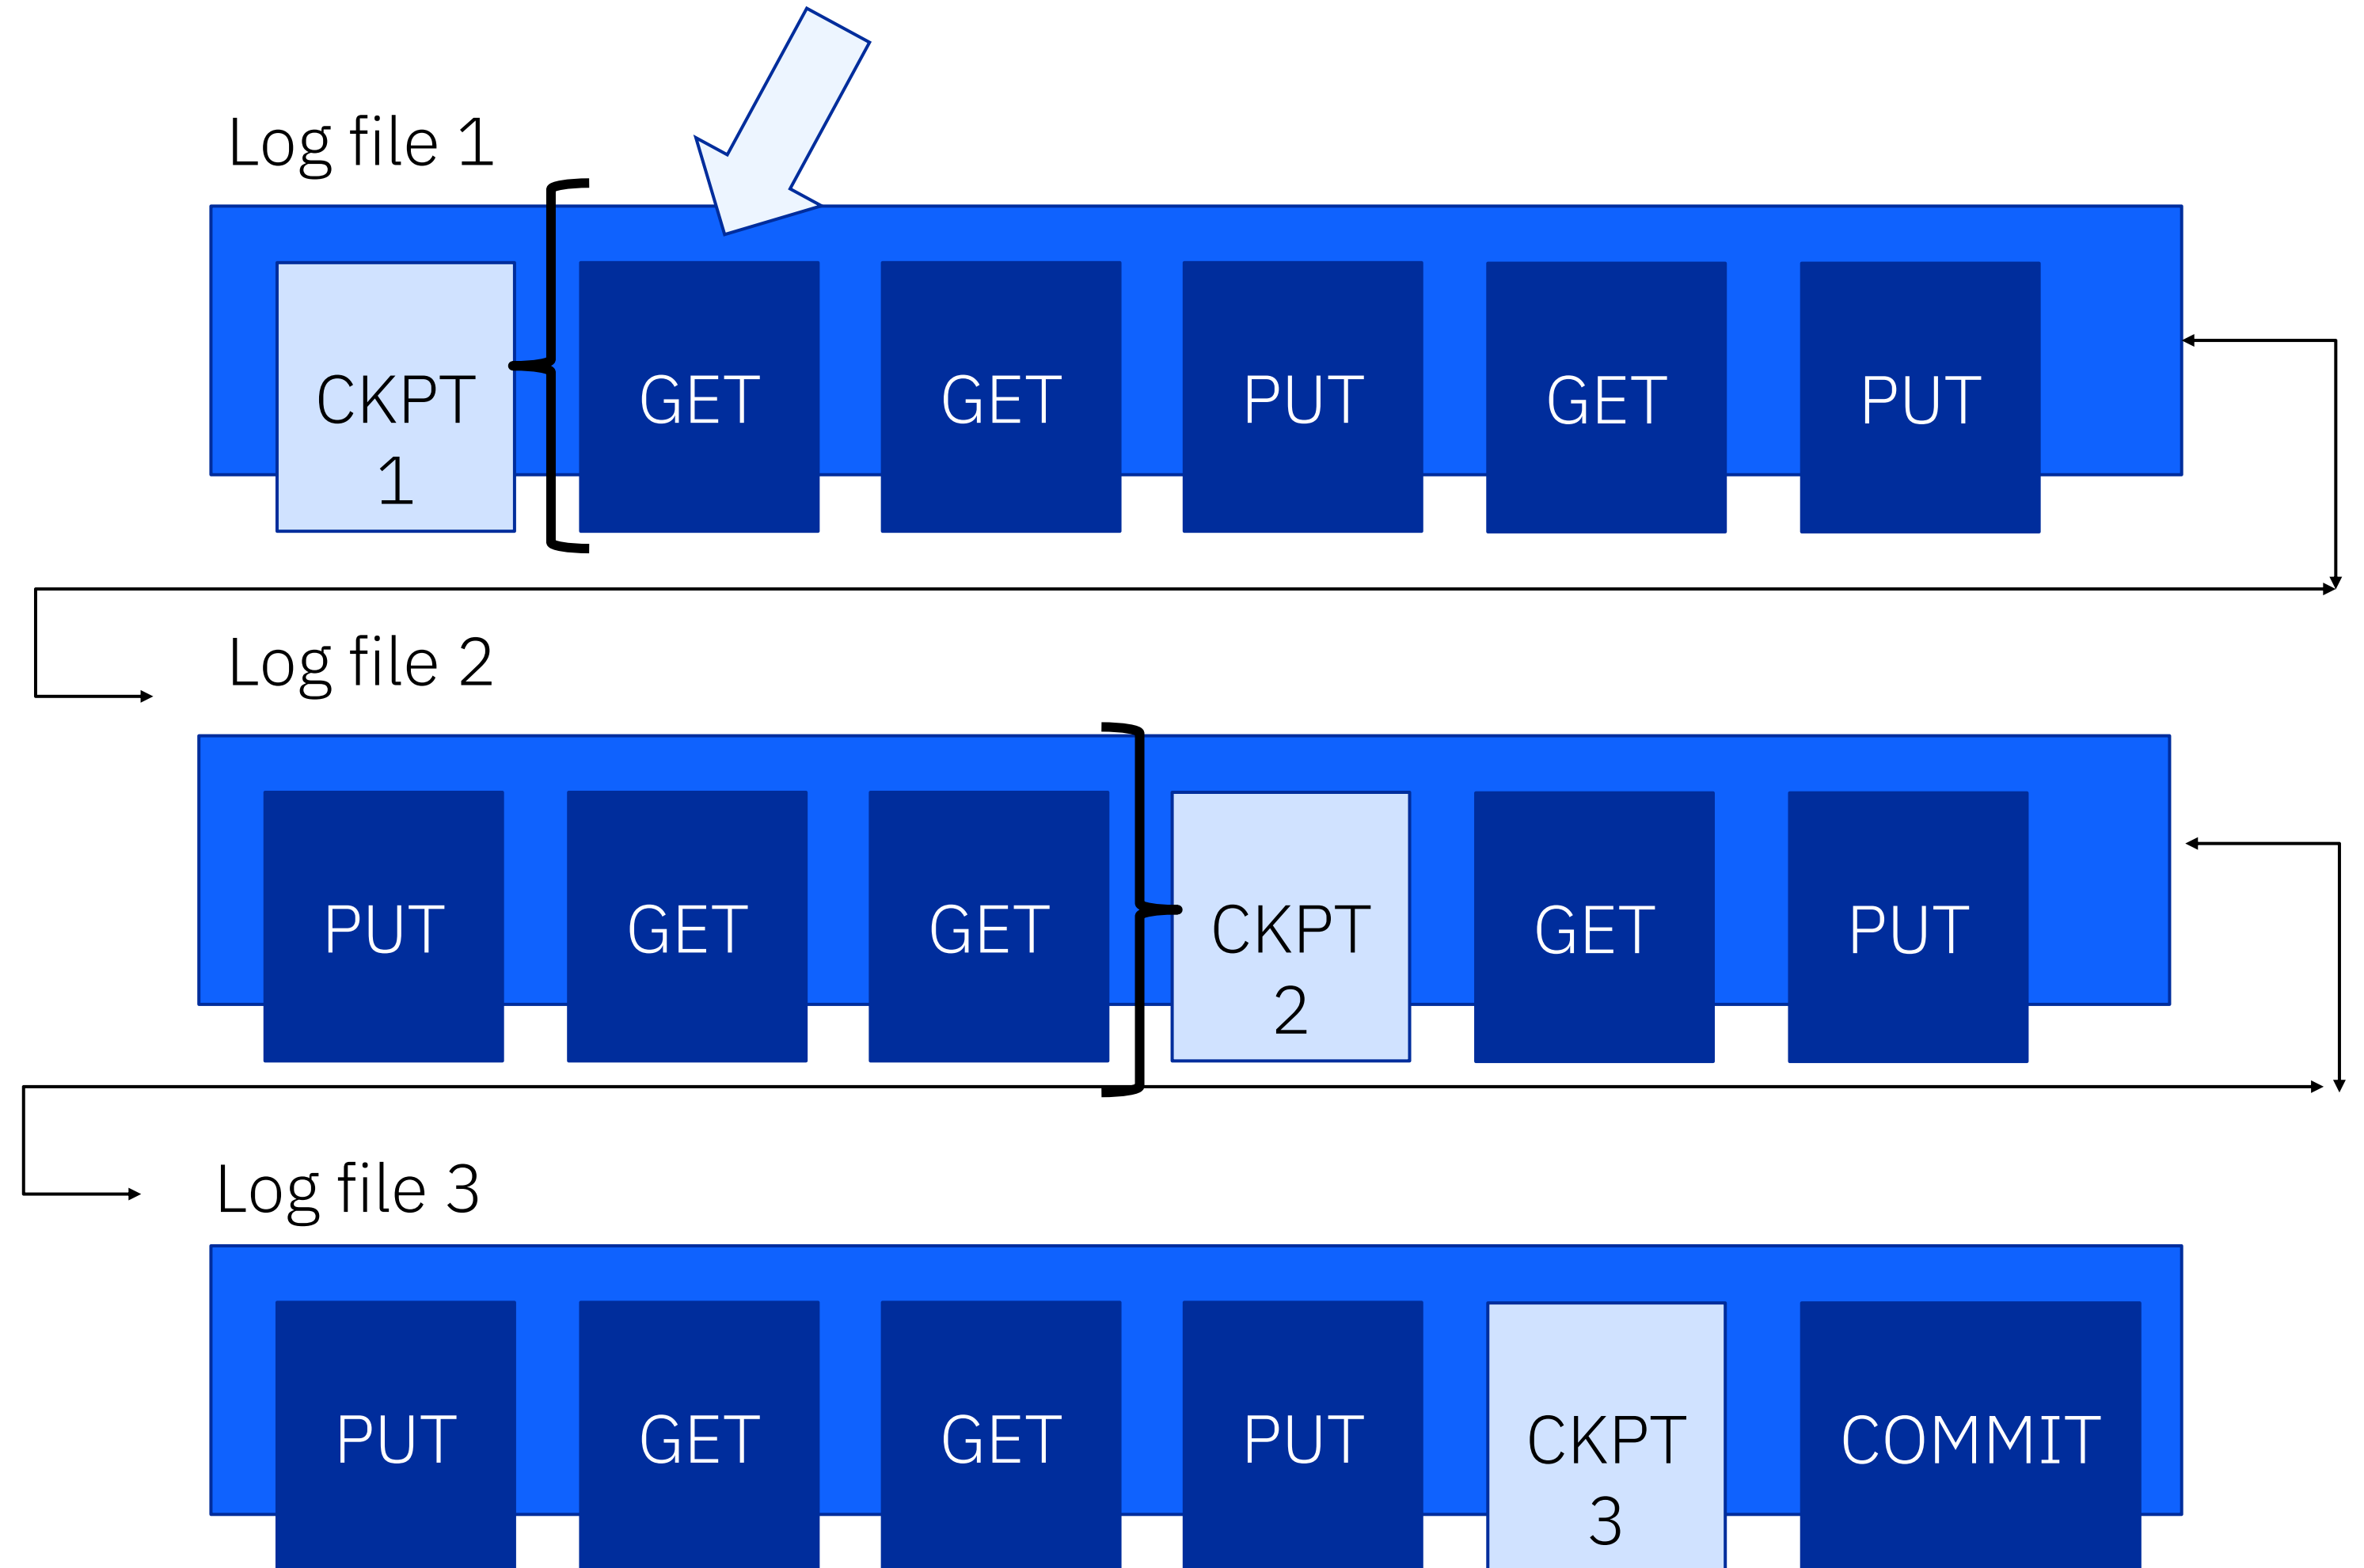 Log file 1
CKPT
1
GET
GET
PUT
GET
PUT
Log file 2
PUT
GET
GET
CKPT
2
GET
PUT
Log file 3
PUT
GET
GET
PUT
CKPT
3
COMMIT